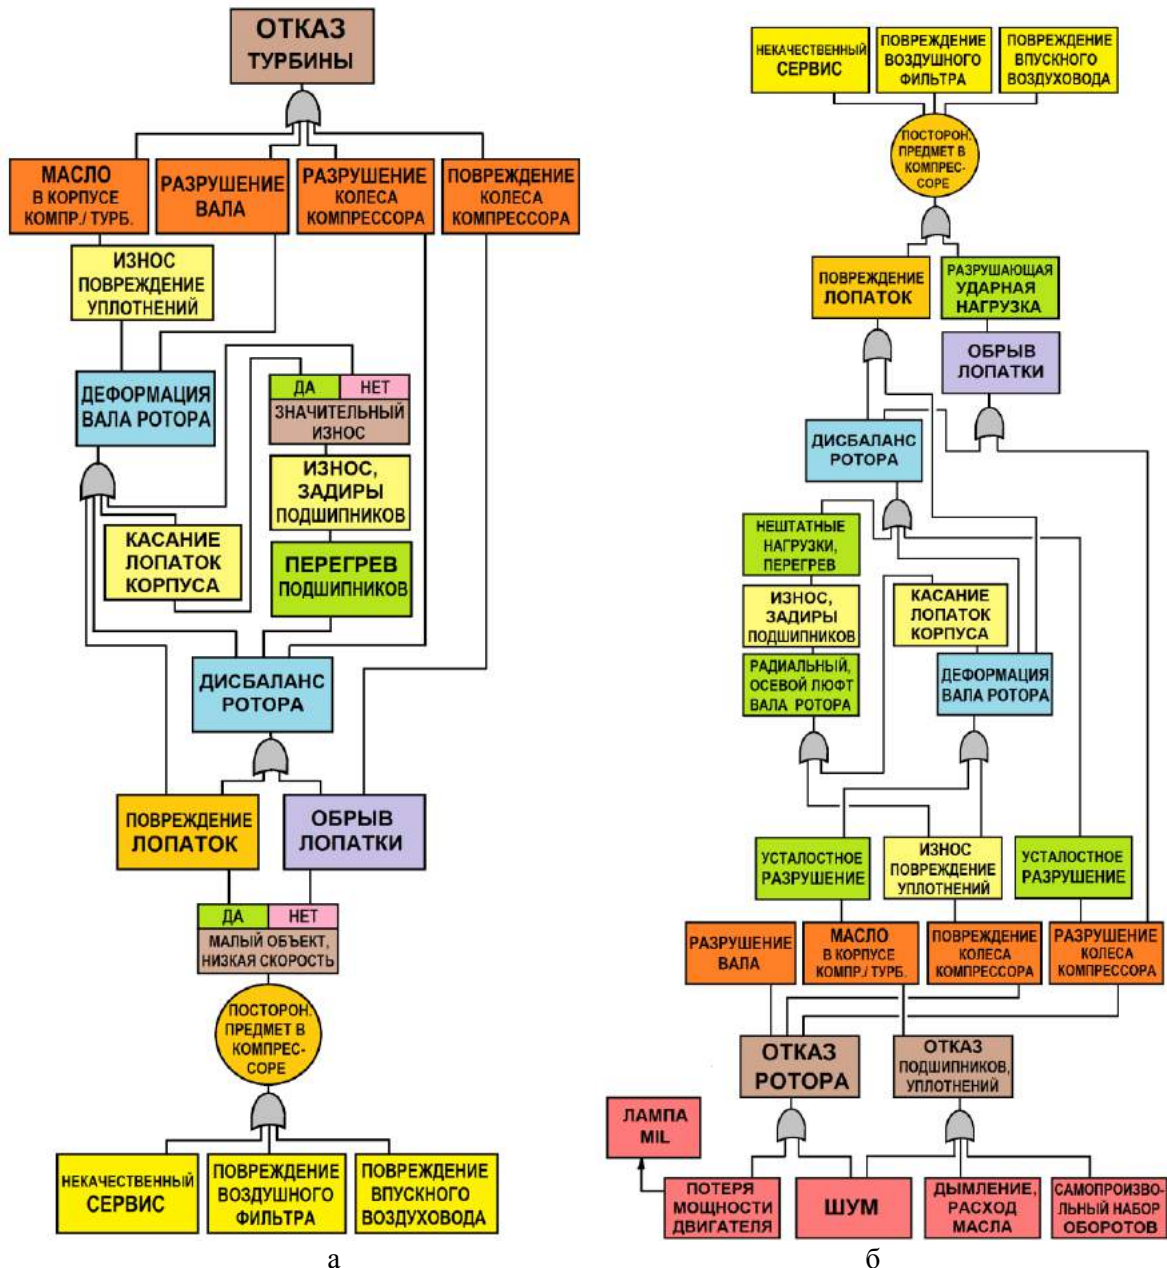 ОТКАЗ
ТУРБИНЫ
МАСЛО
В КОРПУСЕ
КОМПР./ ТУРБ.
РАЗРУШЕНИЕ
ВАЛА
РАЗРУШЕНИЕ
КОЛЕСА
КОМПРЕССОРА
ПОВРЕЖДЕНИЕ
КОЛЕСА
КОМПРЕССОРА
ИЗНОС
ПОВРЕЖДЕНИЕ
УПЛОТНЕНИЙ
ДЕФОРМАЦИЯ
ВАЛА РОТОРА
ДА
НЕТ
ЗНАЧИТЕЛЬНЫЙ
ИЗНОС
ИЗНОС,
ЗАДИРЫ
ПОДШИПНИКОВ
КАСАНИЕ
ЛОПАТОК
КОРПУСА
ПЕРЕГРЕВ
ПОДШИПНИКОВ
ДИСБАЛАНС
РОТОРА
ПОВРЕЖДЕНИЕ
ЛОПАТОК
ОБРЫВ
ЛОПАТКИ
ДА
НЕТ
МАЛЫЙ ОБЪЕКТ,
НИЗКАЯ СКОРОСТЬ
ПОСТОРОН.
ПРЕДМЕТ В
КОМПРЕС-
СОРЕ
НЕКАЧЕСТВЕННЫЙ
СЕРВИС
ПОВРЕЖДЕНИЕ
ВОЗДУШНОГО
ФИЛЬТРА
ПОВРЕЖДЕНИЕ
ВПУСКНОГО
ВОЗДУХОВОДА
а
НЕКАЧЕСТВЕННЫЙ
СЕРВИС
ПОВРЕЖДЕНИЕ
ВОЗДУШНОГО
ФИЛЬТРА
ПОВРЕЖДЕНИЕ
ВПУСКНОГО
ВОЗДУХОВОДА
ПОСТОРОН.
ПРЕДМЕТ В
КОМПРЕС-
СОРЕ
ПОВРЕЖДЕНИЕ
ЛОПАТОК
РАЗРУШАЮЩАЯ
УДАРНАЯ
НАГРУЗКА
ОБРЫВ
ЛОПАТКИ
ДИСБАЛАНС
РОТОРА
НЕШТАТНЫЕ
НАГРУЗКИ,
ПЕРЕГРЕВ
ИЗНОС,
ЗАДИРЫ
ПОДШИПНИКОВ
КАСАНИЕ
ЛОПАТОК
КОРПУСА
РАДИАЛЬНЫЙ,
ОСЕВОЙ ЛЮФТ
ВАЛА РОТОРА
ДЕФОРМАЦИЯ
ВАЛА РОТОРА
УСТАЛОСТНОЕ
РАЗРУШЕНИЕ
ИЗНОС
ПОВРЕЖДЕНИЕ
УПЛОТНЕНИЙ
УСТАЛОСТНОЕ
РАЗРУШЕНИЕ
РАЗРУШЕНИЕ
ВАЛА
МАСЛО
В КОРПУСЕ
КОМПР./ ТУРБ.
ПОВРЕЖДЕНИЕ
КОЛЕСА
КОМПРЕССОРА
РАЗРУШЕНИЕ
КОЛЕСА
КОМПРЕССОРА
ОТКАЗ
РОТОРА
ОТКАЗ
ПОДШИПНИКОВ,
УПЛОТНЕНИЙ
ЛАМПА
MIL
ПОТЕРЯ
МОЩНОСТИ
ДВИГАТЕЛЯ
ШУМ
ДЫМЛЕНИЕ,
РАСХОД
МАСЛА
САМОПРОИЗВО-
ЛЬНЫЙ НАБОР
ОБОРОТОВ
б